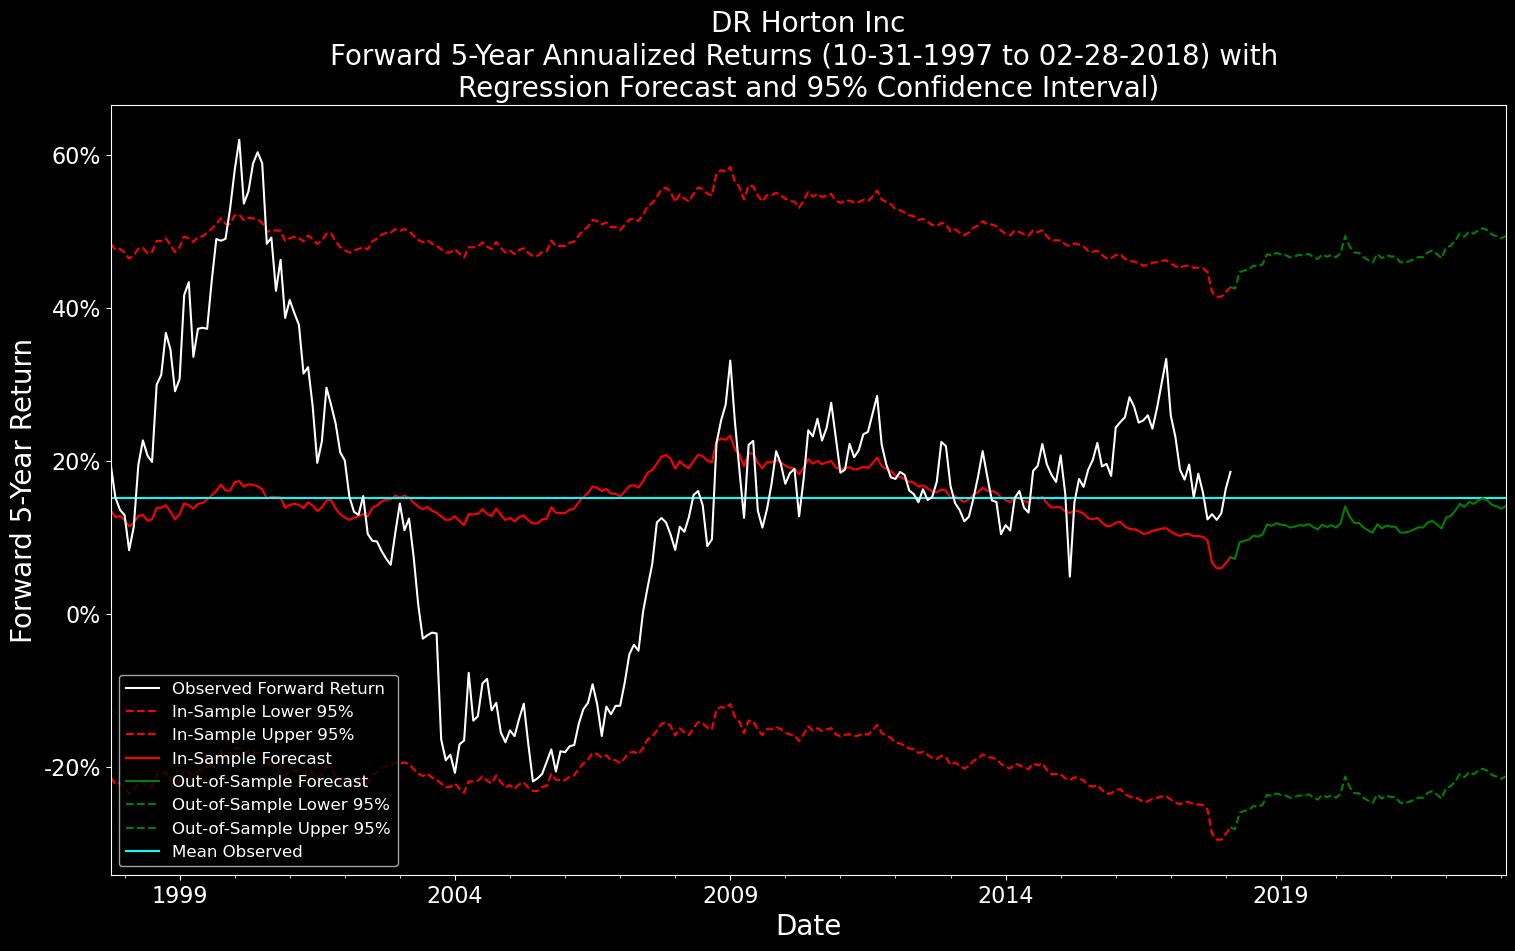 DR Horton Inc
Forward 5-Year Annualized Returns (10-31-1997 to 02-28-2018) with
Regression Forecast and 95% Confidence Interval)
Forward 5-Year Return
60%
40%
20%
0%
-20%
Observed Forward Return
In-Sample Lower 95%
In-Sample Upper 95%
In-Sample Forecast
Out-of-Sample Forecast
Out-of-Sample Lower 95%
Out-of-Sample Upper 95%
Mean Observed
1999
2004
2009
2014
2019
Date